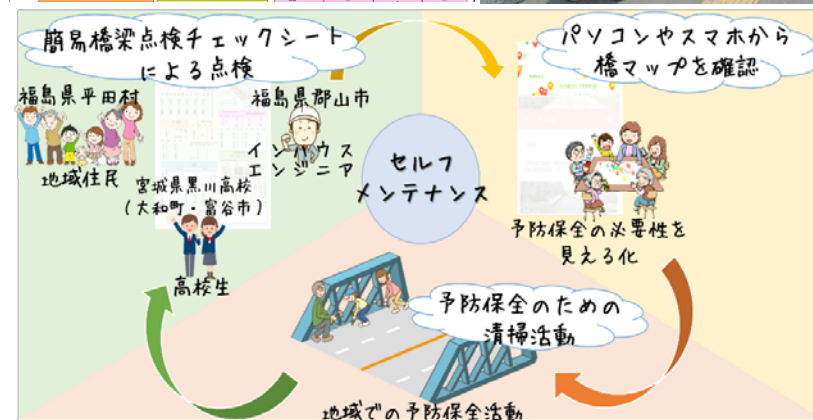 簡易橋梁点検チェックシート
による点検
福島県平田村
地域住民
福島県郡山市
インハウス
エンジニア
宮城県黒川高校
(大和町・富谷市)
高校生
パソコンやスマホから
橋マップを確認
予防保全の必要性を
見える化
セルフ
メンテナンス
予防保全のための
清掃活動
地域での予防保全活動